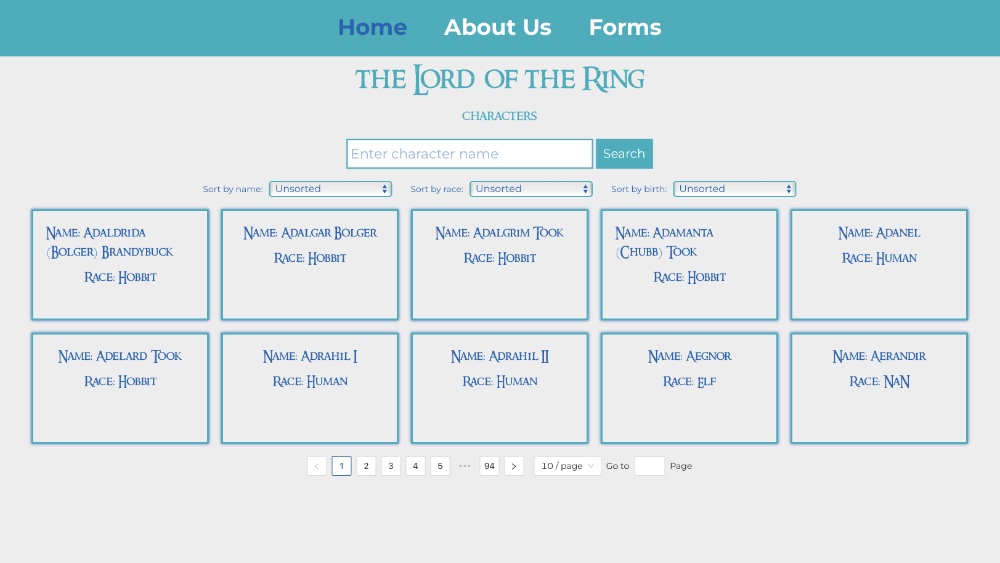 Home About Us Forms
The Lord of the Ring
characters
Enter character name Search
Sort by name: Unsorted Sort by race: Unsorted Sort by birth: Unsorted
Name: Adaldrida
(Bolger) Brandybuck
Race: Hobbit
Name: Adalgar Bolger
Race: Hobbit
Name: Adalgrim Took
Race: Hobbit
Name: Adamanta
(Chubb) Took
Race: Hobbit
Name: Adanel
Race: Human
Name: Adelard Took
Race: Hobbit
Name: Adrahil I
Race: Human
Name: Adrahil II
Race: Human
Name: Aegnor
Race: Elf
Name: Aerandir
Race: NaN
< 1 2 3 4 5 ••• 94 > 10 / page Go to Page